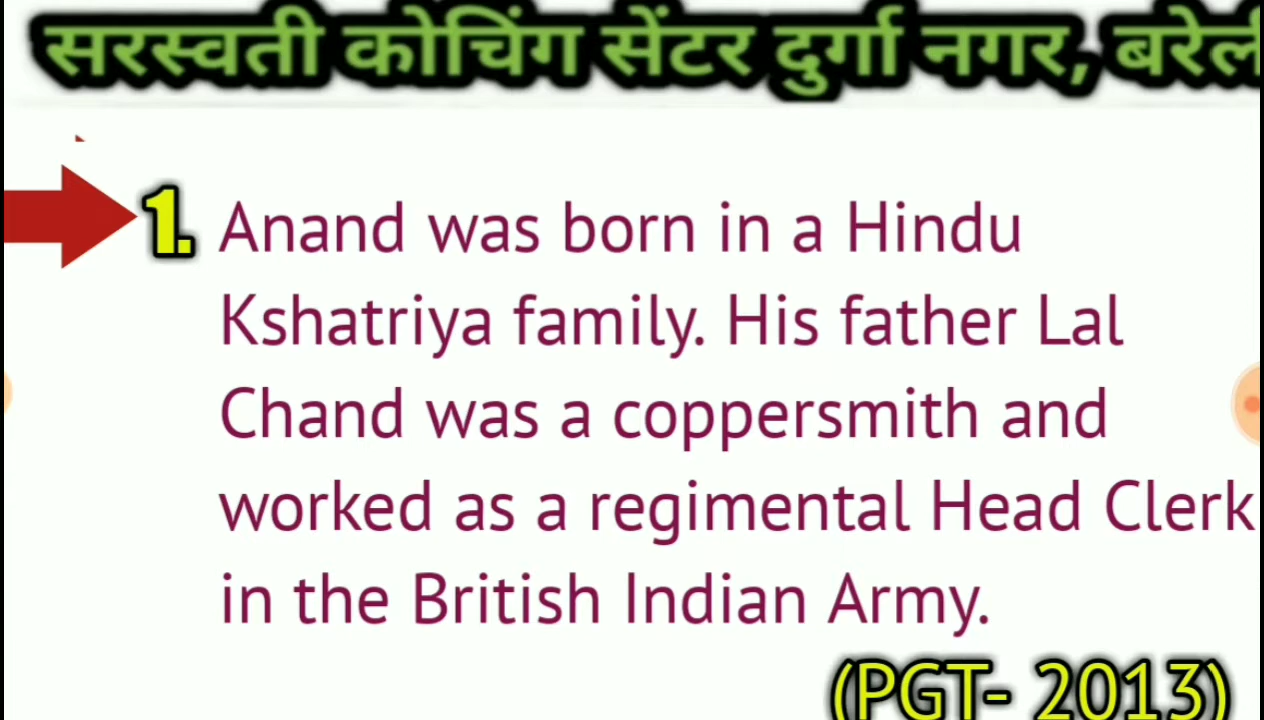 सरस्वती कोचिंग सेंटर दुर्गा नगर, बरेली
1. Anand was born in a Hindu
Kshatriya family. His father Lal
Chand was a coppersmith and
worked as a regimental Head Clerk
in the British Indian Army.
(PGT- 2013)